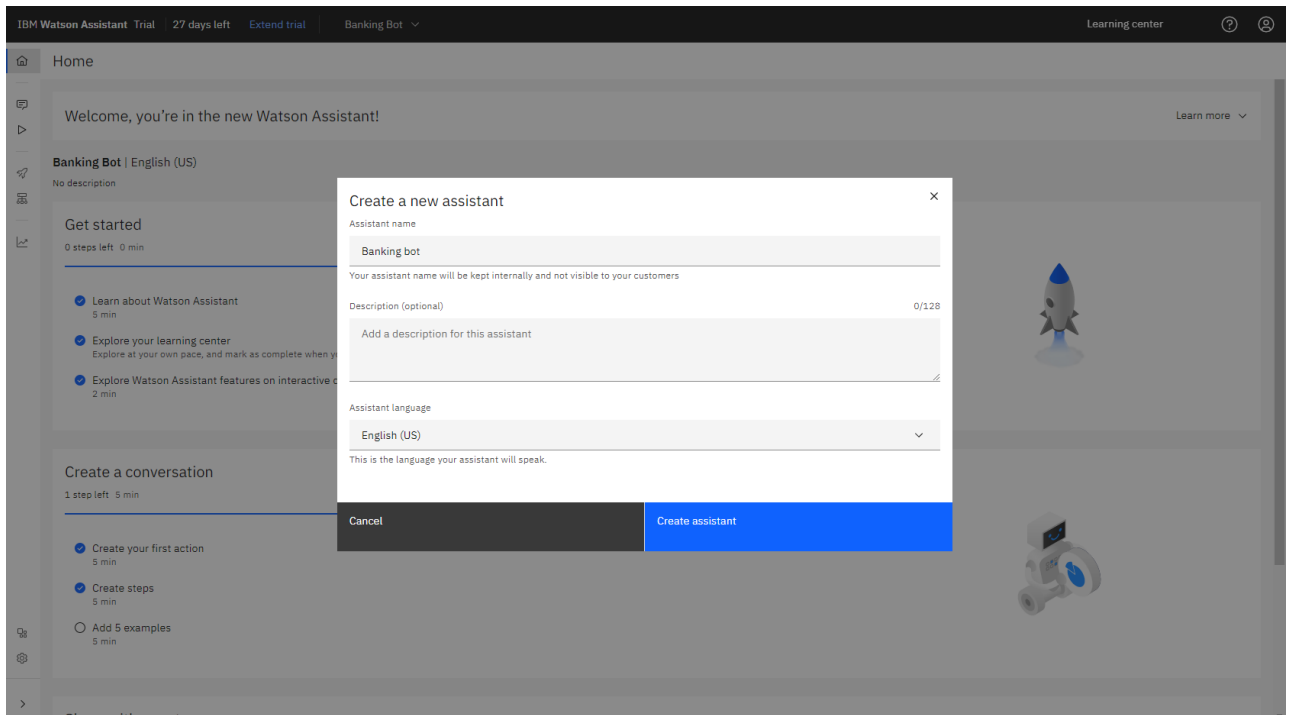 IBM Watson Assistant Trial 27 days left Extend trial Banking Bot Learning center
Home
Welcome, you're in the new Watson Assistant! Learn more
Banking Bot | English (US)
No description
Get started
0 steps left 0 min
Learn about Watson Assistant
5 min
Explore your learning center
Explore at your own pace, and mark as complete when
Explore Watson Assistant features on interactive
2 min
Create a conversation
1 step left 5 min
Create your first action
5 min
Create steps
5 min
Add 5 examples
5 min
Create a new assistant
Assistant name
Banking bot
Your assistant name will be kept internally and not visible to your customers
Description (optional) 0/128
Add a description for this assistant
Assistant language
English (US)
This is the language your assistant will speak.
Cancel
Create assistant